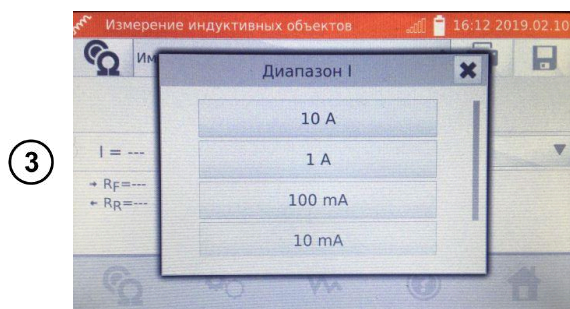 Измерение индуктивных объектов 16:12 2019.02.10
Им
Диапазон I
10 A
3
I = ---
1 A
→ RF=---
← RR=---
100 mA
10 mA